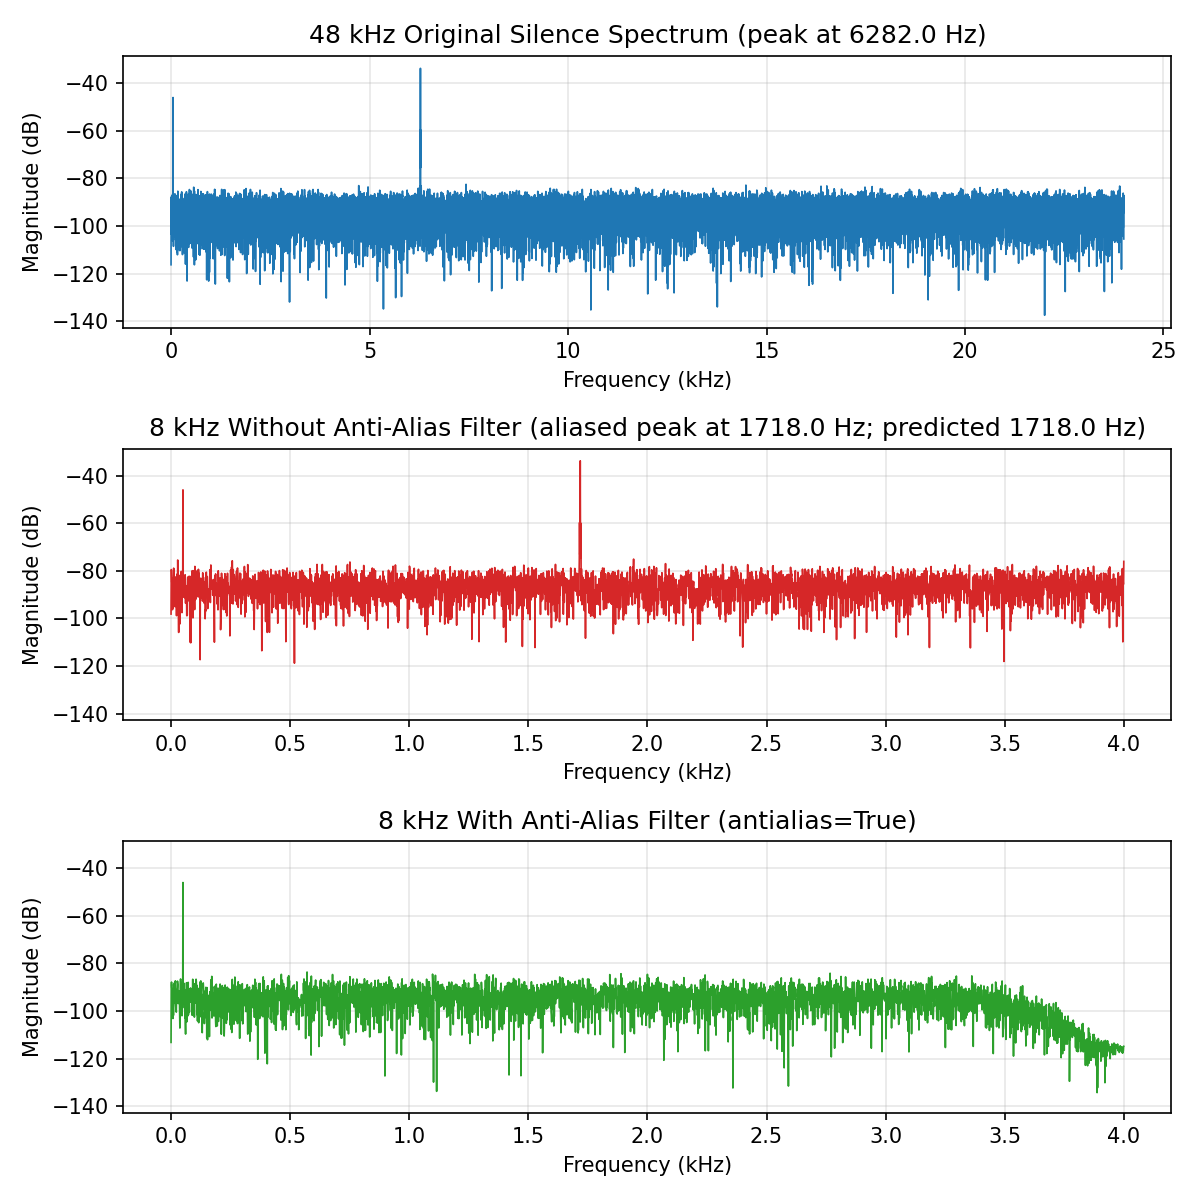 48 kHz Original Silence Spectrum (peak at 6282.0 Hz)
Magnitude (dB)
−40
−60
−80
−100
−120
−140
0 5 10 15 20 25
Frequency (kHz)
8 kHz Without Anti-Alias Filter (aliased peak at 1718.0 Hz; predicted 1718.0 Hz)
Magnitude (dB)
−40
−60
−80
−100
−120
−140
0.0 0.5 1.0 1.5 2.0 2.5 3.0 3.5 4.0
Frequency (kHz)
8 kHz With Anti-Alias Filter (antialias=True)
Magnitude (dB)
−40
−60
−80
−100
−120
−140
0.0 0.5 1.0 1.5 2.0 2.5 3.0 3.5 4.0
Frequency (kHz)